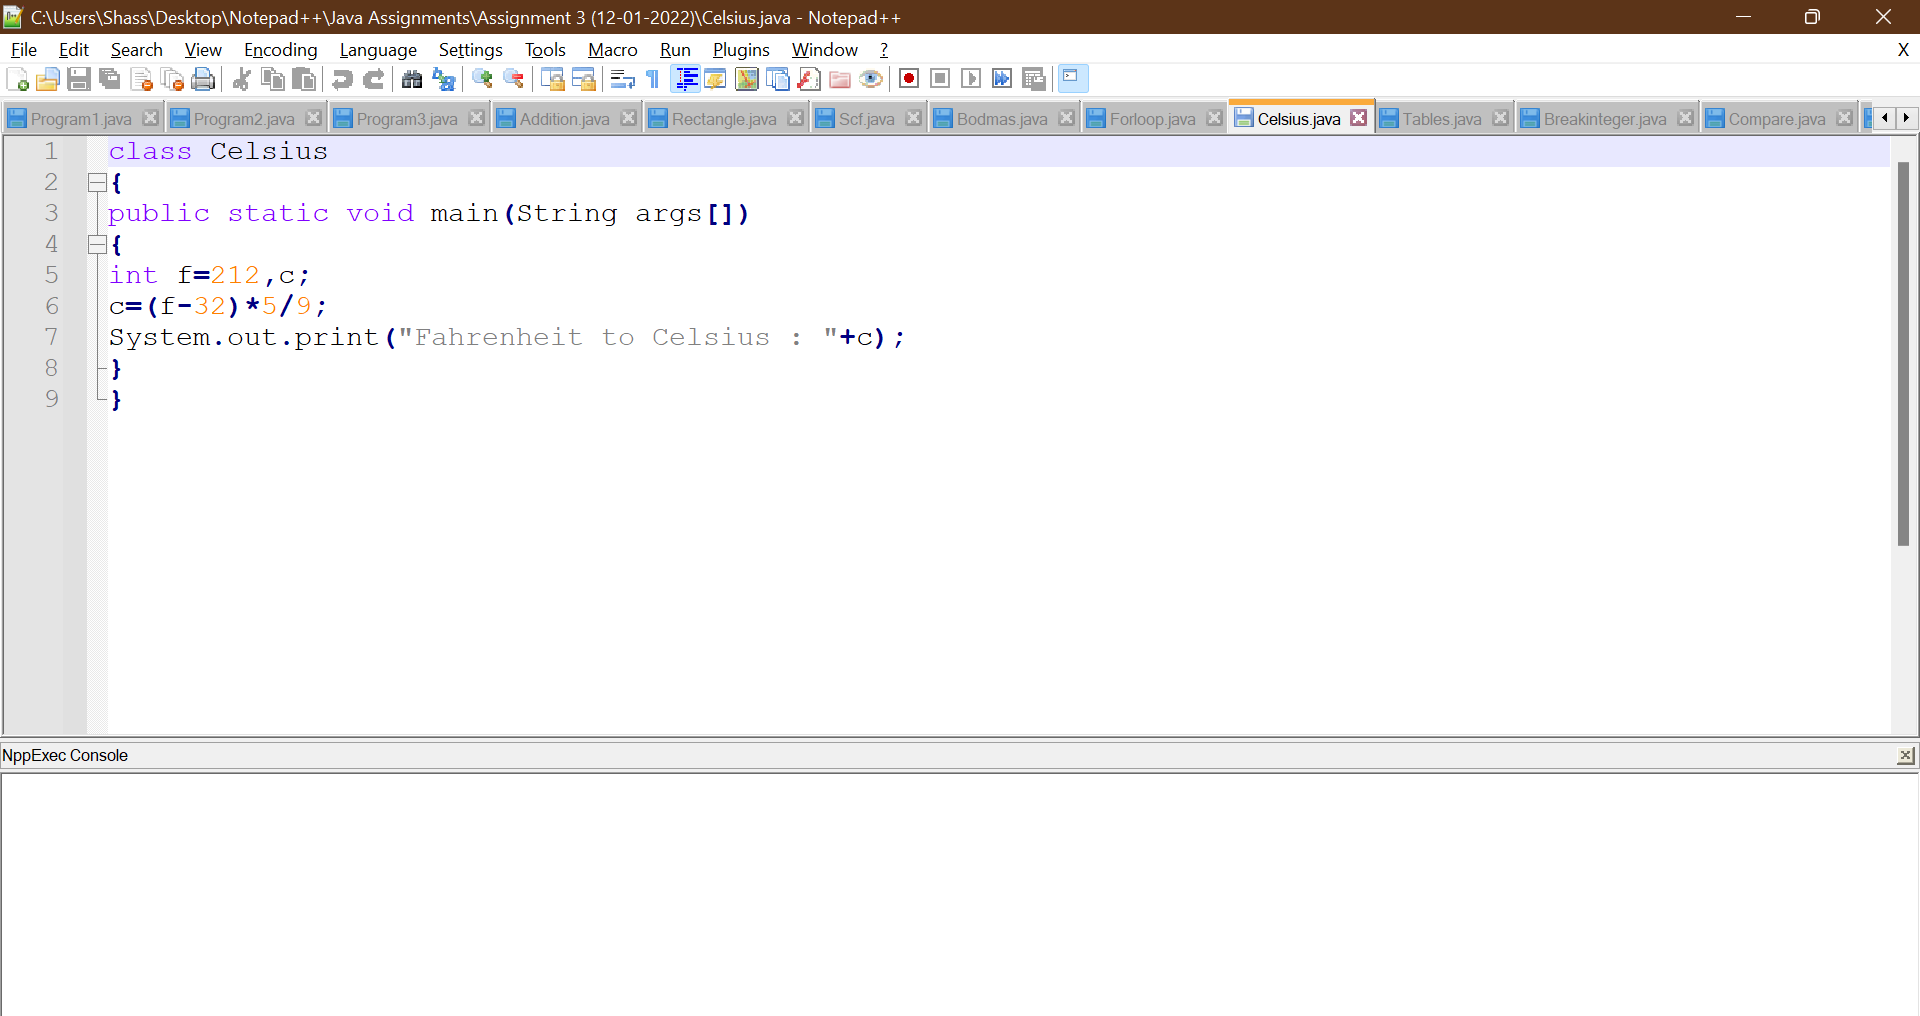 C:\Users\Shass\Desktop\Notepad++\Java Assignments\Assignment 3 (12-01-2022)\Celsius.java - Notepad++
File Edit Search View Encoding Language Settings Tools Macro Run Plugins Window ? X
Program1.java Program2.java Program3.java Addition.java Rectangle.java Scf.java Bodmas.java Forloop.java Celsius.java Tables.java Breakinteger.java Compare.java
1 class Celsius
2 {
3 public static void main(String args[])
4 {
5 int f=212,c;
6 c=(f-32)*5/9;
7 System.out.print("Fahrenheit to Celsius : "+c);
8 }
9 }
NppExec Console